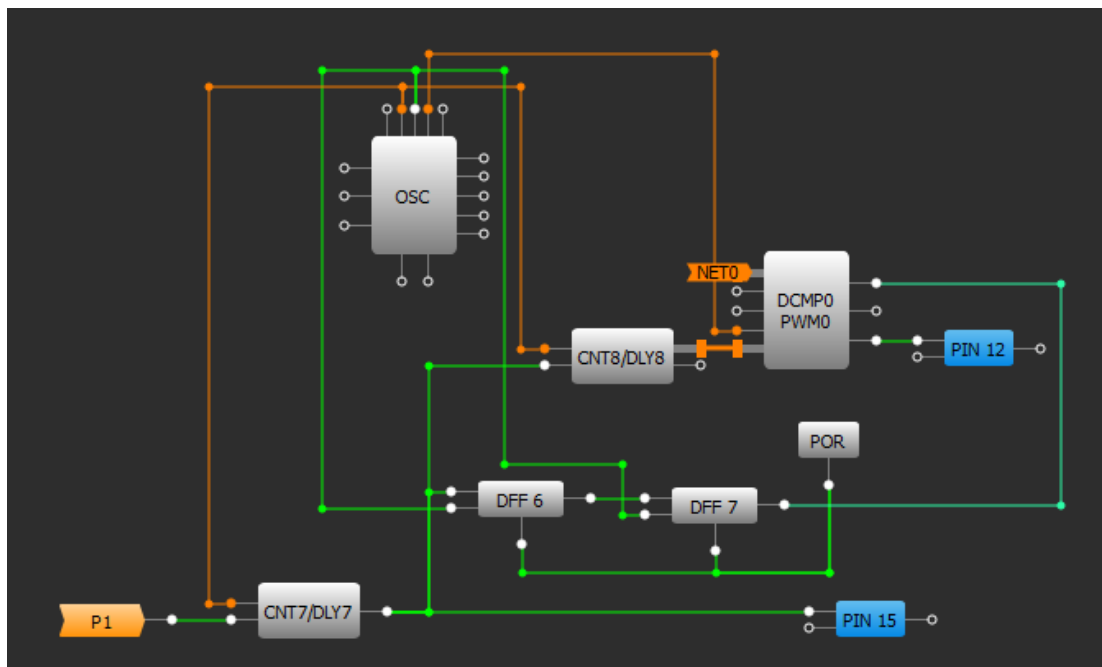 OSC
NET0
DCMP0
PWM0
CNT8/DLY8
PIN 12
POR
DFF 6
DFF 7
CNT7/DLY7
P1
PIN 15